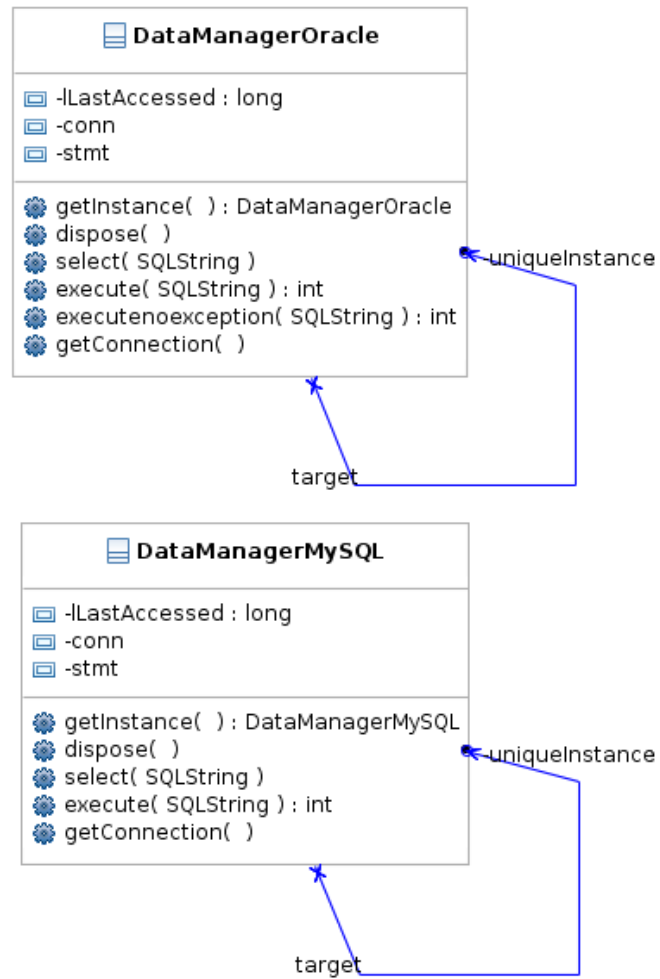 DataManagerOracle
-lLastAccessed : long
-conn
-stmt
getInstance(  ) : DataManagerOracle
dispose(  )
select( SQLString )
execute( SQLString ) : int
executenoexception( SQLString ) : int
getConnection(  )
-uniqueInstance
target
DataManagerMySQL
-lLastAccessed : long
-conn
-stmt
getInstance(  ) : DataManagerMySQL
dispose(  )
select( SQLString )
execute( SQLString ) : int
getConnection(  )
-uniqueInstance
target